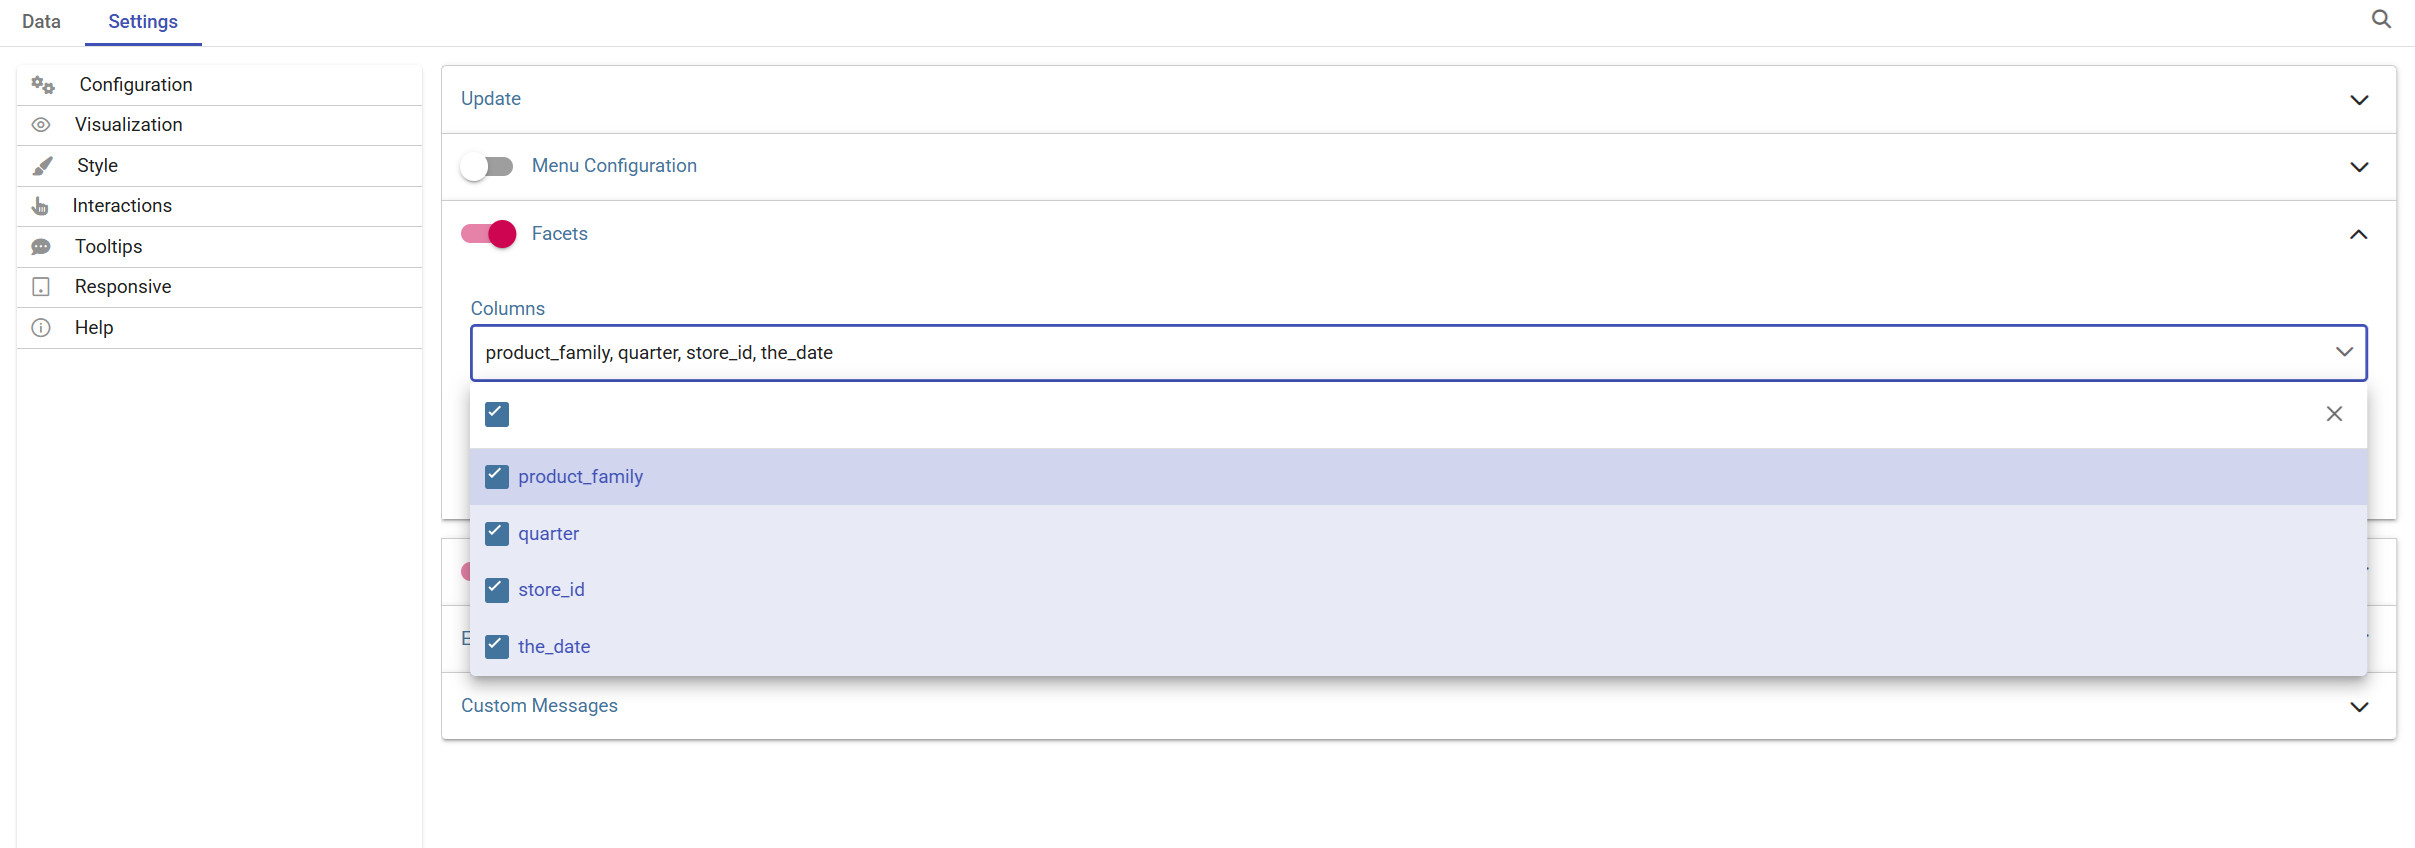 Data Settings
Configuration
Visualization
Style
Interactions
Tooltips
Responsive
Help
Update
Menu Configuration
Facets
Columns
product_family, quarter, store_id, the_date
product_family
quarter
store_id
the_date
Custom Messages